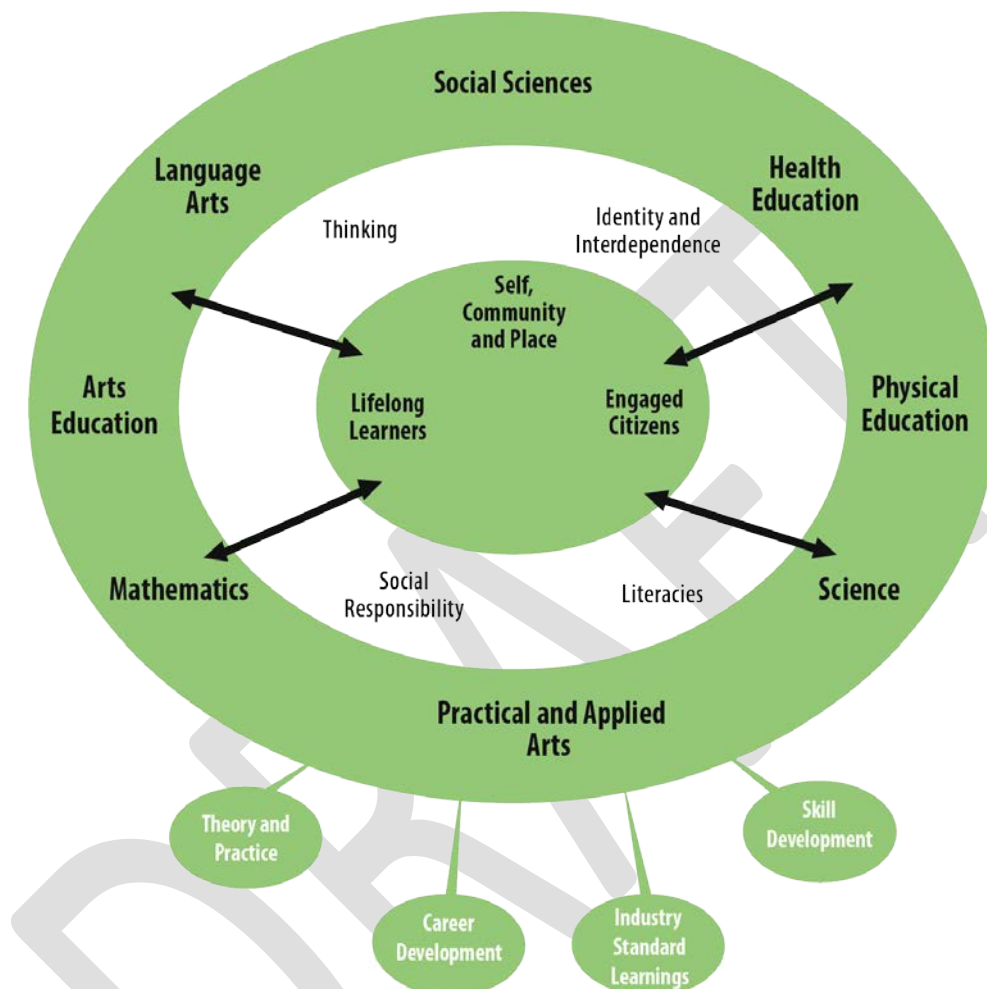 Social Sciences
Language
Arts
Health
Education
Thinking
Identity and
Interdependence
Self,
Community
and Place
Arts
Education
Lifelong
Learners
Engaged
Citizens
Physical
Education
Mathematics
Social
Responsibility
Literacies
Science
Practical and Applied
Arts
Theory and
Practice
Skill
Development
Career
Development
Industry
Standard
Learnings
DRAFT